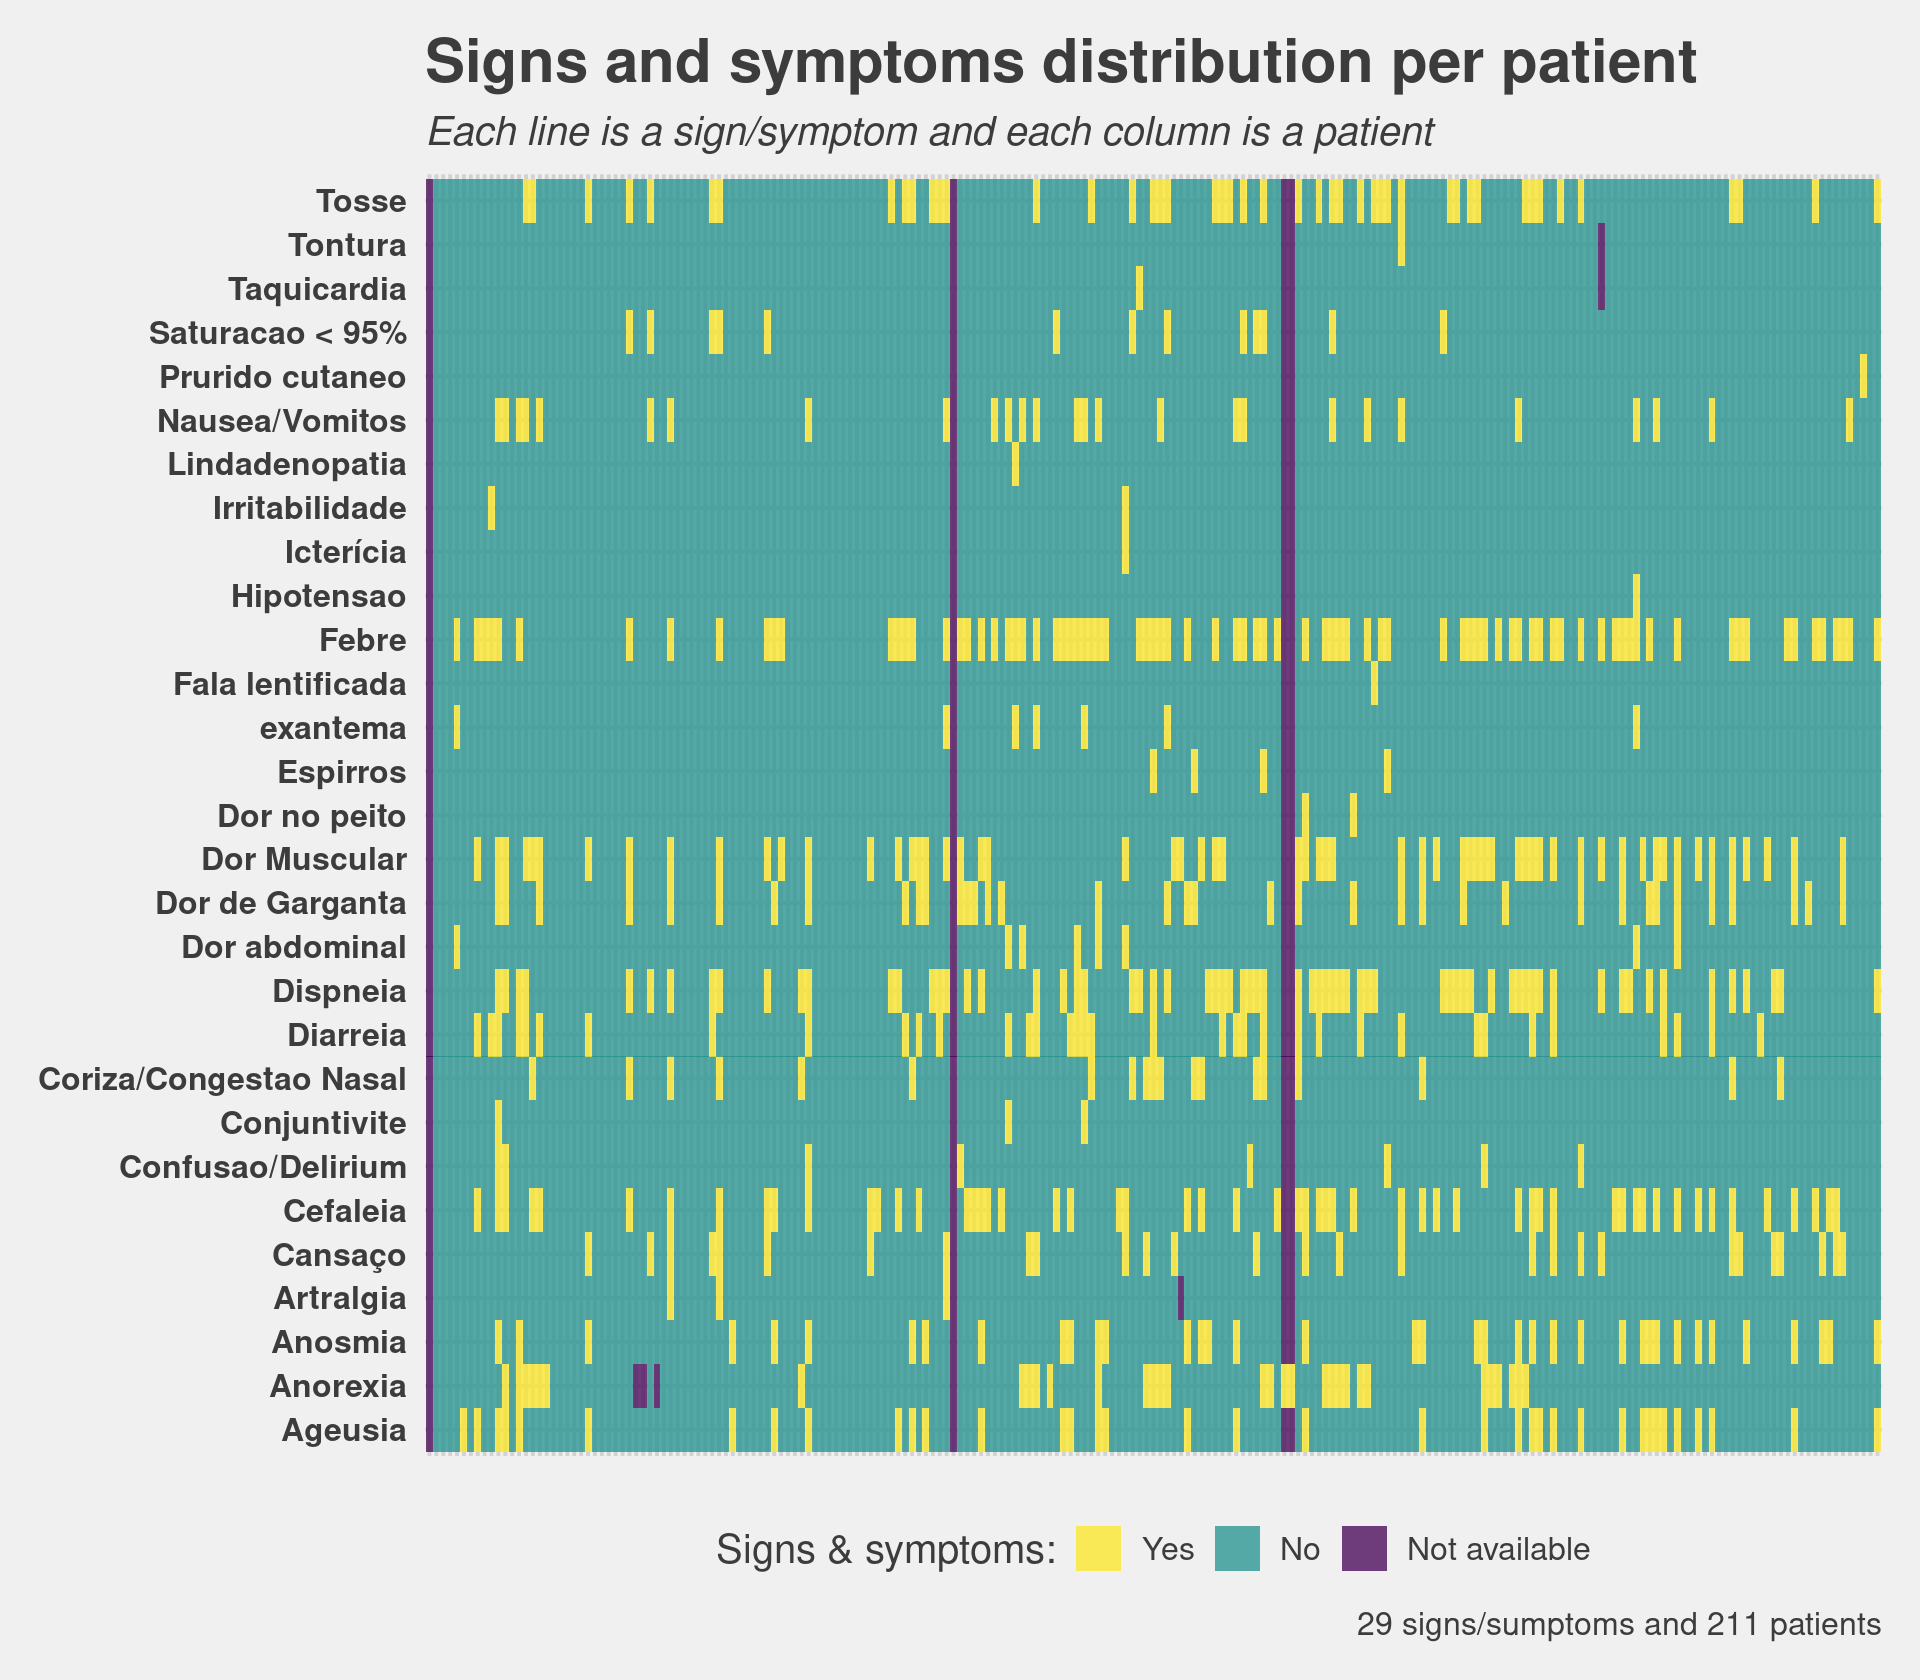 Signs and symptoms distribution per patient
Each line is a sign/symptom and each column is a patient
Tosse
Tontura
Taquicardia
Saturacao < 95%
Prurido cutaneo
Nausea/Vomitos
Lindadenopatia
Irritabilidade
Icterícia
Hipotensao
Febre
Fala lentificada
exantema
Espirros
Dor no peito
Dor Muscular
Dor de Garganta
Dor abdominal
Dispneia
Diarreia
Coriza/Congestao Nasal
Conjuntivite
Confusao/Delirium
Cefaleia
Cansaço
Artralgia
Anosmia
Anorexia
Ageusia
Signs & symptoms: Yes No Not available
29 signs/sumptoms and 211 patients